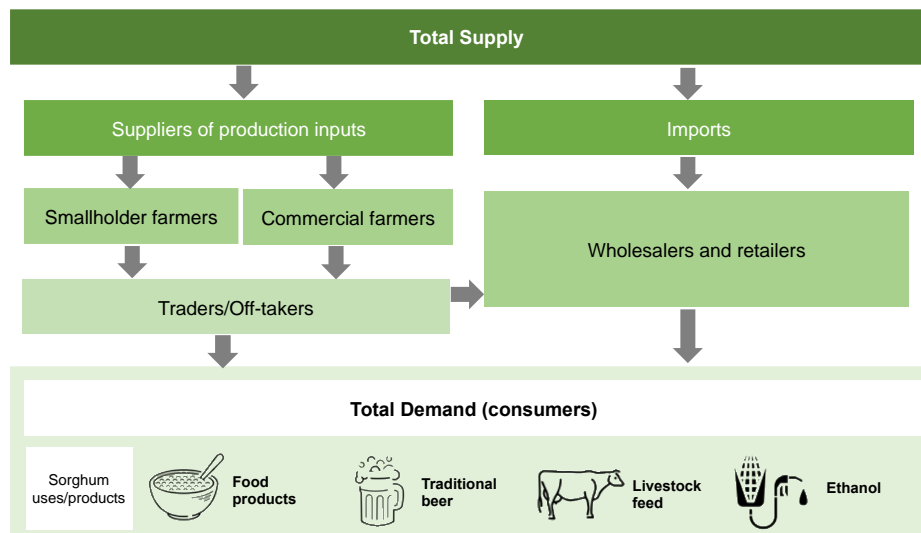 Total Supply
Suppliers of production inputs
Imports
Smallholder farmers
Commercial farmers
Wholesalers and retailers
Traders/Off-takers
Total Demand (consumers)
Sorghum
uses/products
Food
products
Traditional
beer
Livestock
feed
Ethanol